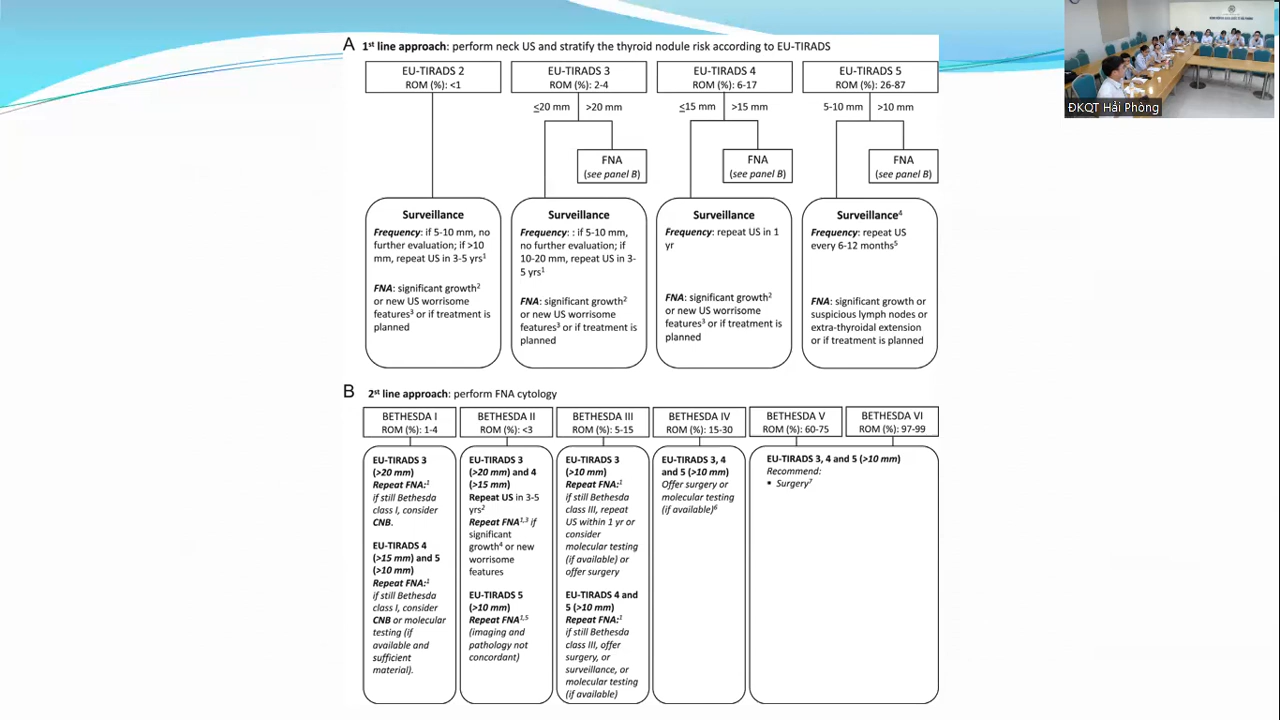 A 1st line approach: perform neck US and stratify the thyroid nodule risk according to EU-TIRADS
EU-TIRADS 2
ROM (%): <1
EU-TIRADS 3
ROM (%): 2-4
EU-TIRADS 4
ROM (%): 6-17
EU-TIRADS 5
ROM (%): 26-87
≤20 mm >20 mm
≤15 mm >15 mm
5-10 mm >10 mm
FNA
(see panel B)
FNA
(see panel B)
FNA
(see panel B)
Surveillance
Frequency: if 5-10 mm, no
further evaluation; if >10
mm, repeat US in 3-5 yrs1
FNA: significant growth2
or new US worrisome
features3 or if treatment is
planned
Surveillance
Frequency: : if 5-10 mm,
no further evaluation; if
10-20 mm, repeat US in 3-
5 yrs1
FNA: significant growth2
or new US worrisome
features3 or if treatment is
planned
Surveillance
Frequency: repeat US in 1
yr
FNA: significant growth2
or new US worrisome
features3 or if treatment is
planned
Surveillance4
Frequency: repeat US
every 6-12 months5
FNA: significant growth or
suspicious lymph nodes or
extra-thyroidal extension
or if treatment is planned
B 2st line approach: perform FNA cytology
BETHESDA I
ROM (%): 1-4
BETHESDA II
ROM (%): <3
BETHESDA III
ROM (%): 5-15
BETHESDA IV
ROM (%): 15-30
BETHESDA V
ROM (%): 60-75
BETHESDA VI
ROM (%): 97-99
EU-TIRADS 3
(>20 mm)
Repeat FNA:1
if still Bethesda
class I, consider
CNB.
EU-TIRADS 4
(>15 mm) and 5
(>10 mm)
Repeat FNA:1
if still Bethesda
class I, consider
CNB or molecular
testing (if
available and
sufficient
material).
EU-TIRADS 3
(>20 mm) and 4
(>15 mm)
Repeat US in 3-5
yrs2
Repeat FNA1,3 if
significant
growth4 or new
worrisome
features
EU-TIRADS 5
(>10 mm)
Repeat FNA1,5
(imaging and
pathology not
concordant)
EU-TIRADS 3
(>10 mm)
Repeat FNA:1
if still Bethesda
class III, repeat
US within 1 yr or
consider
molecular testing
(if available) or
offer surgery
EU-TIRADS 4 and
5 (>10 mm)
Repeat FNA:1
if still Bethesda
class III, offer
surgery, or
surveillance, or
molecular testing
(if available)
EU-TIRADS 3, 4
and 5 (>10 mm)
Offer surgery or
molecular testing
(if available)6
EU-TIRADS 3, 4 and 5 (>10 mm)
Recommend:
▪ Surgery7
ĐKQT Hải Phòng